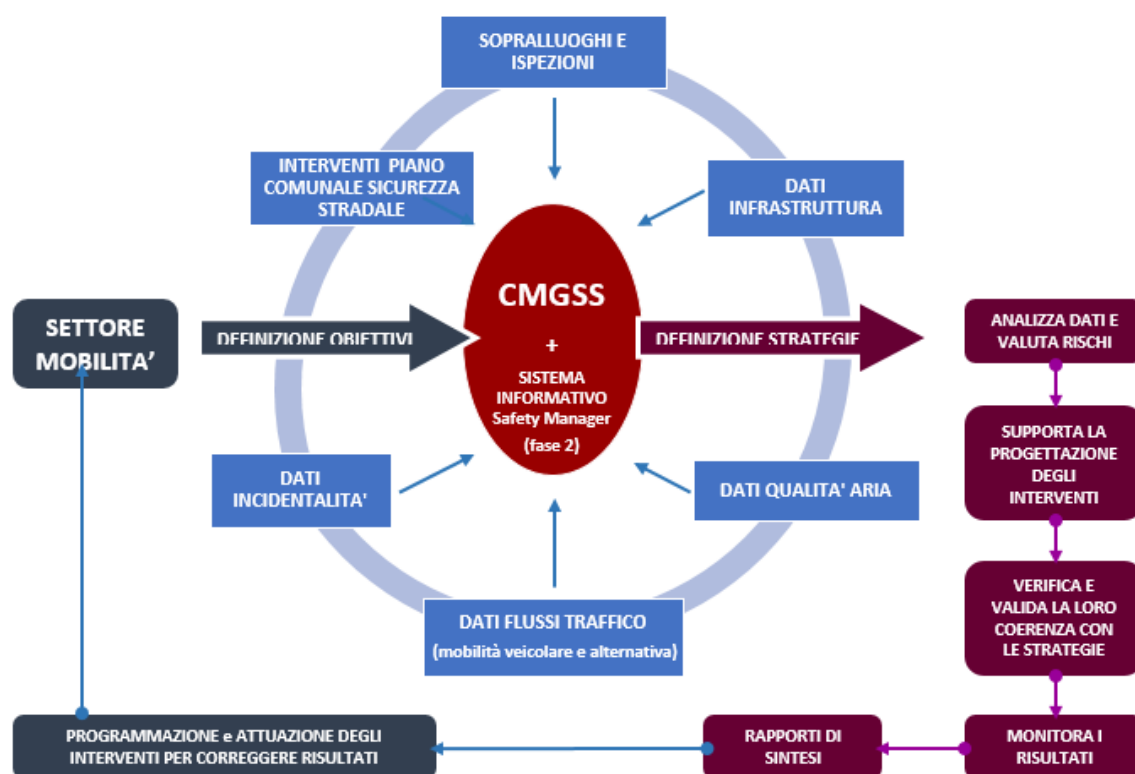 SOPRALLUOGHI E
ISPEZIONI
INTERVENTI PIANO
COMUNALE SICUREZZA
STRADALE
DATI
INFRASTRUTTURA
CMGSS
+
SISTEMA
INFORMATIVO
Safety Manager
(fase 2)
SETTORE
MOBILITA'
DEFINIZIONE OBIETTIVI
DEFINIZIONE STRATEGIE
ANALIZZA DATI E
VALUTA RISCHI
SUPPORTA LA
PROGETTAZIONE
DEGLI
INTERVENTI
DATI
INCIDENTALITA'
DATI QUALITA' ARIA
VERIFICA E
VALIDA LA LORO
COERENZA CON
LE STRATEGIE
DATI FLUSSI TRAFFICO
(mobilità veicolare e alternativa)
PROGRAMMAZIONE e ATTUAZIONE DEGLI
INTERVENTI PER CORREGGERE RISULTATI
RAPPORTI DI
SINTESI
MONITORA I
RISULTATI